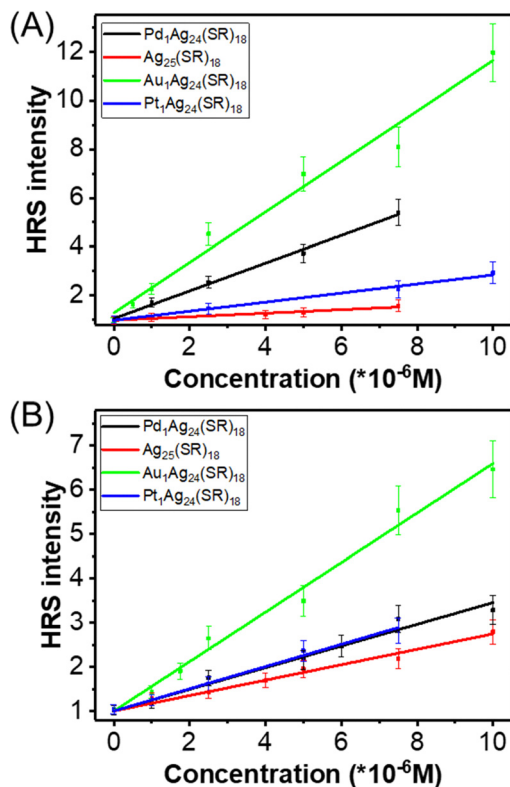 (A)
Pd₁Ag₂₄(SR)₁₈
Ag₂₅(SR)₁₈
Au₁Ag₂₄(SR)₁₈
Pt₁Ag₂₄(SR)₁₈
HRS intensity
12
10
8
6
4
2
0 2 4 6 8 10
Concentration (*10⁻⁶M)
(B)
Pd₁Ag₂₄(SR)₁₈
Ag₂₅(SR)₁₈
Au₁Ag₂₄(SR)₁₈
Pt₁Ag₂₄(SR)₁₈
HRS intensity
7
6
5
4
3
2
1
0 2 4 6 8 10
Concentration (*10⁻⁶M)